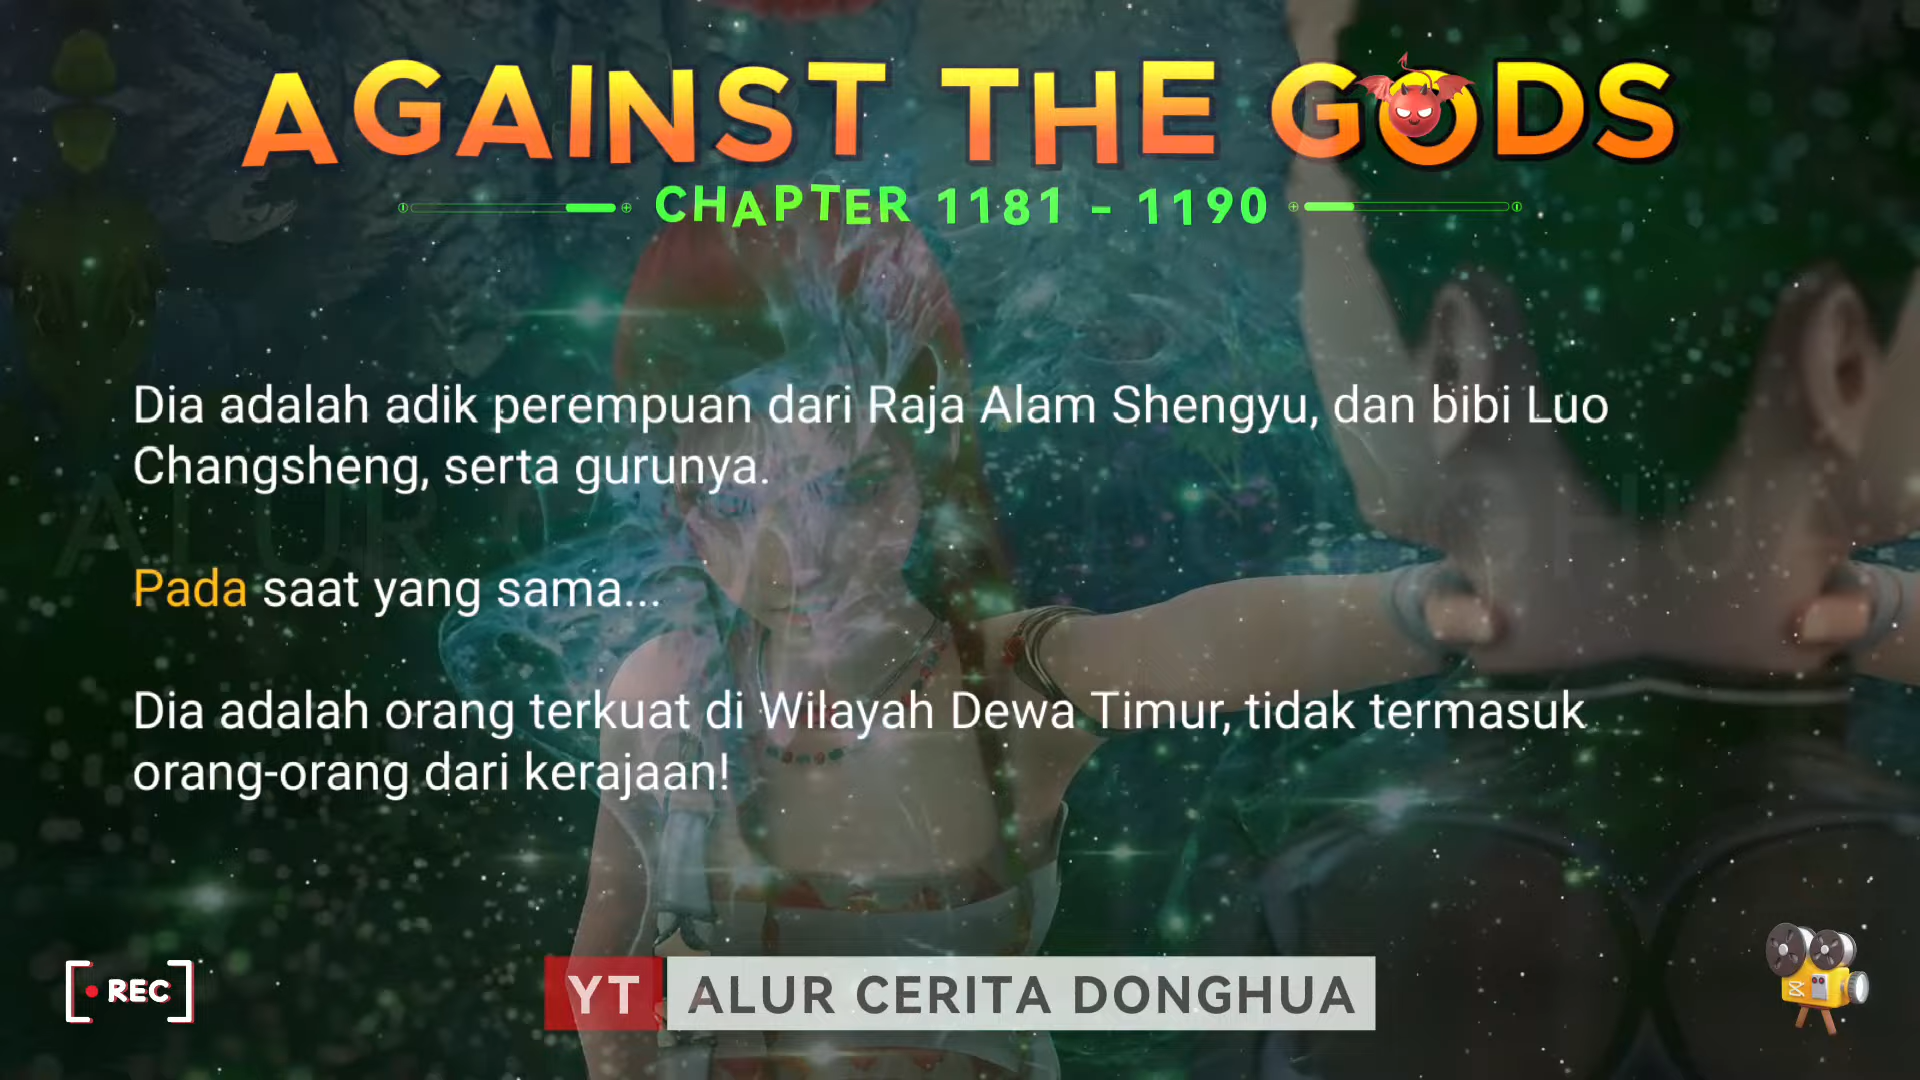 AGAINST THE GODS
CHAPTER 1181 - 1190
Dia adalah adik perempuan dari Raja Alam Shengyu, dan bibi Luo
Changsheng, serta gurunya.
Pada saat yang sama...
Dia adalah orang terkuat di Wilayah Dewa Timur, tidak termasuk
orang-orang dari kerajaan!
REC
YT ALUR CERITA DONGHUA